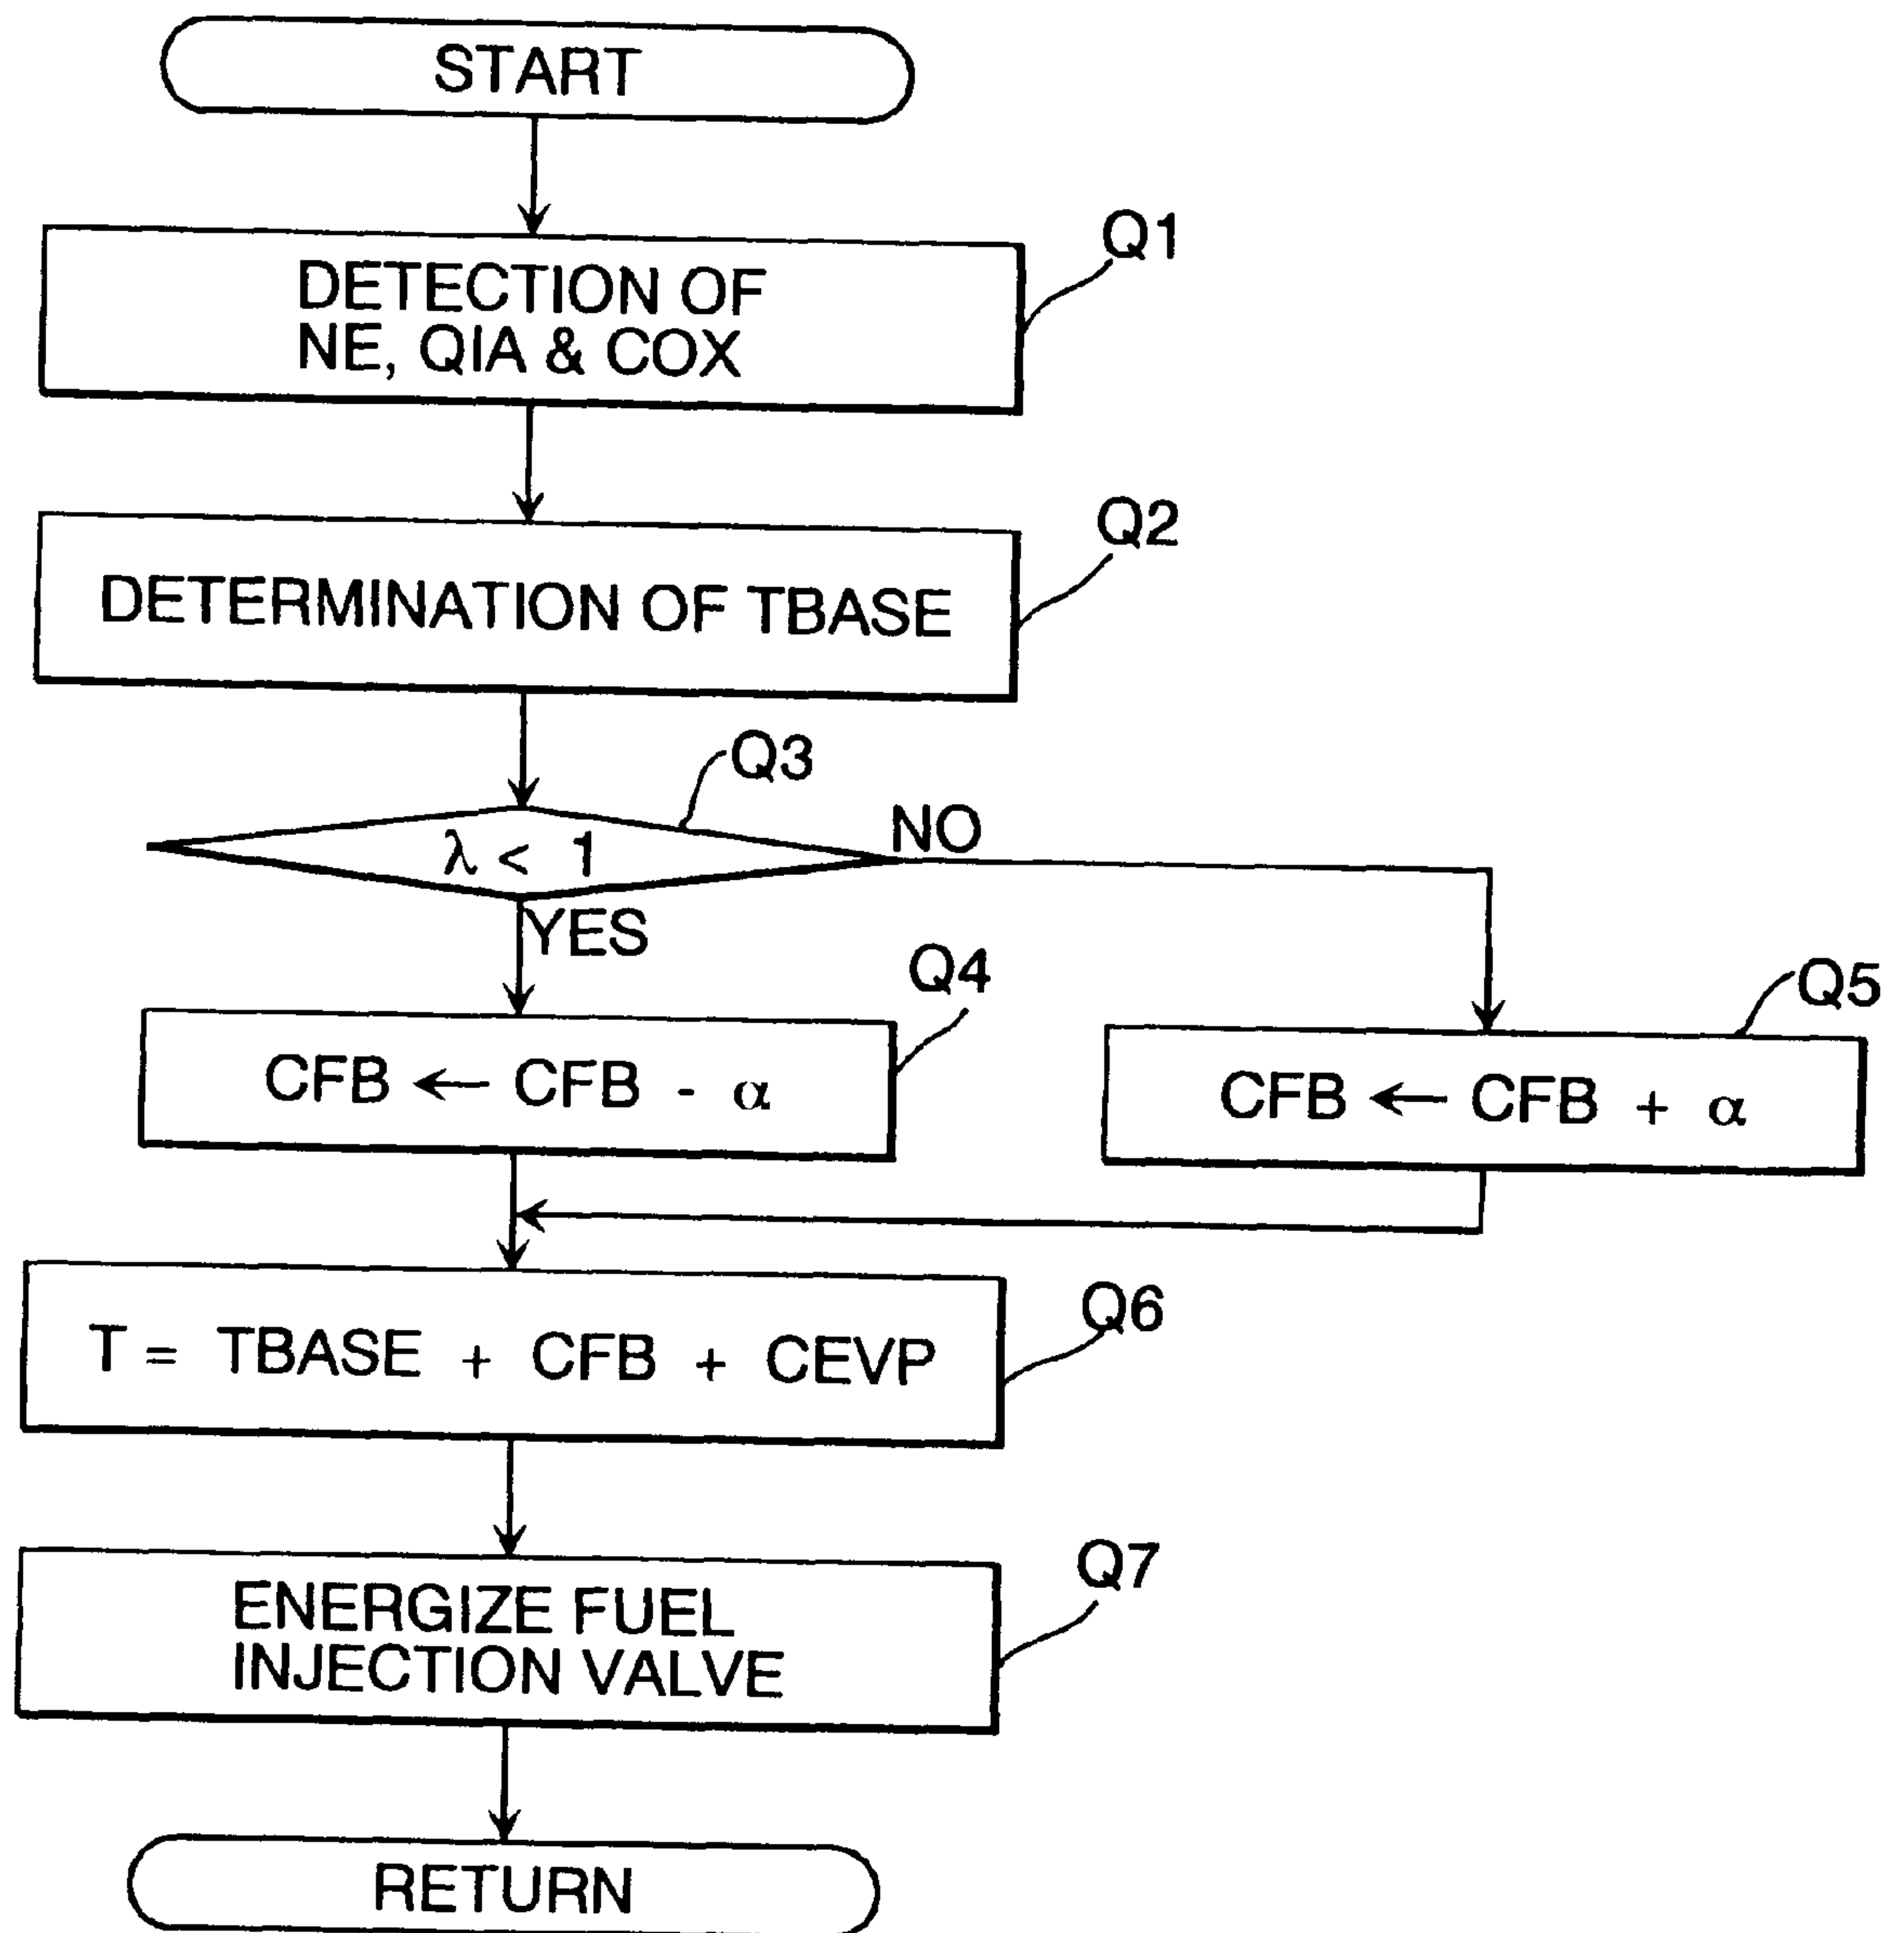 START
Q1
DETECTION OF
NE, QIA & COX
Q2
DETERMINATION OF TBASE
Q3
NO
λ < 1
YES
Q4
Q5
CFB ← CFB - α
CFB ← CFB + α
Q6
T = TBASE + CFB + CEVP
Q7
ENERGIZE FUEL
INJECTION VALVE
RETURN